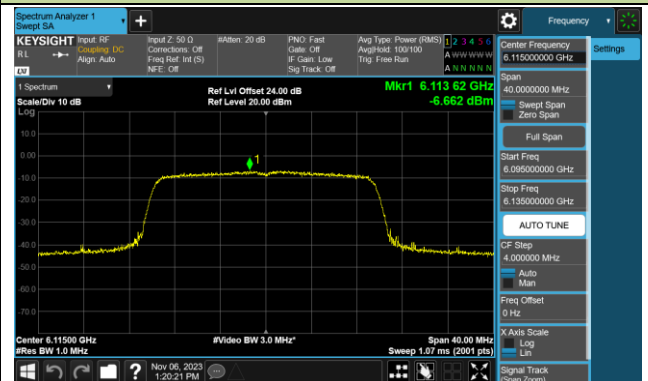 Spectrum Analyzer 1
Swept SA
+
Frequency
KEYSIGHT Input: RF Input Z: 50 Ω #Atten: 20 dB PNO: Fast Avg Type: Power (RMS) 1 2 3 4 5 6
RL Coupling: DC Corrections: Off Gate: Off Avg|Hold: 100/100 A W W W W W
Align: Auto Freq Ref: Int (S) IF Gain: Low Trig: Free Run
LXI NFE: Off Sig Track: Off A N N N N N
1 Spectrum Ref Lvl Offset 24.00 dB Mkr1 6.113 62 GHz
Scale/Div 10 dB Ref Level 20.00 dBm -6.662 dBm
Log
10.0
0.00
1
-10.0
-20.0
-30.0
-40.0
-50.0
-60.0
-70.0
Center 6.11500 GHz #Video BW 3.0 MHz* Span 40.00 MHz
#Res BW 1.0 MHz Sweep 1.07 ms (2001 pts)
? Nov 06, 2023
1:20:21 PM
Center Frequency
6.115000000 GHz
Settings
Span
40.0000000 MHz
Swept Span
Zero Span
Full Span
Start Freq
6.095000000 GHz
Stop Freq
6.135000000 GHz
AUTO TUNE
CF Step
4.000000 MHz
Auto
Man
Freq Offset
0 Hz
X Axis Scale
Log
Lin
Signal Track
(Span Zoom)